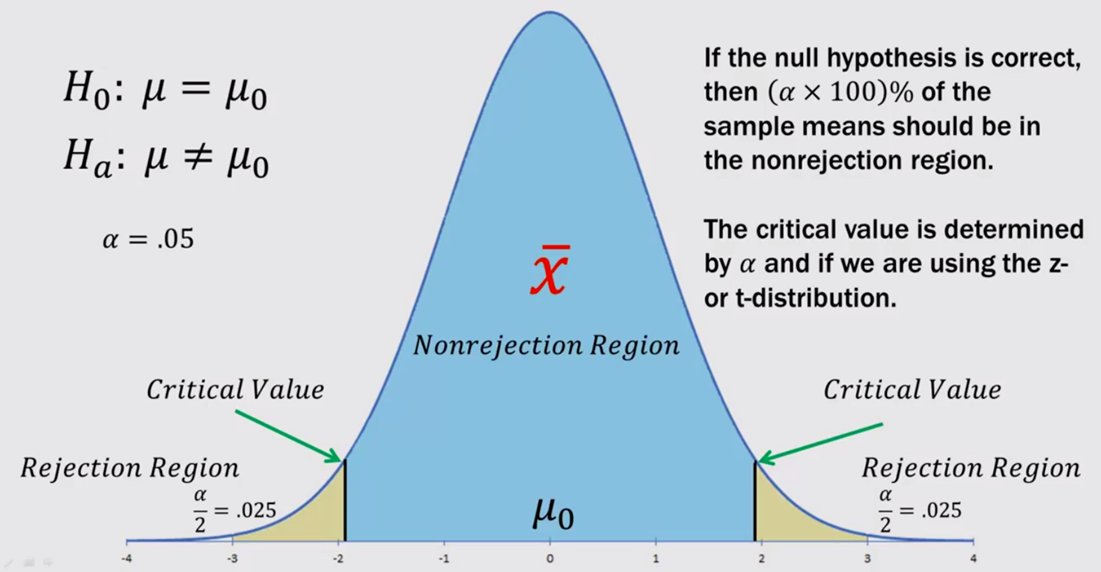 H₀: μ = μ₀
Hₐ: μ ≠ μ₀
α = .05
If the null hypothesis is correct,
then (α × 100)% of the
sample means should be in
the nonrejection region.
The critical value is determined
by α and if we are using the z-
or t-distribution.
x̄
Nonrejection Region
Critical Value
Critical Value
Rejection Region
α/2 = .025
Rejection Region
α/2 = .025
μ₀
-4 -3 -2 -1 0 1 2 3 4